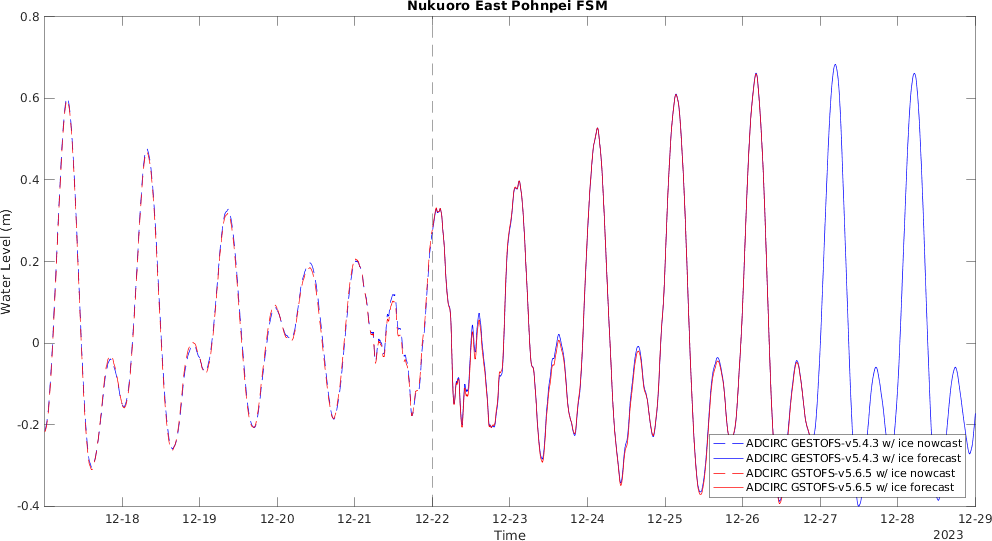 Nukuoro East Pohnpei FSM
0.8
0.6
0.4
0.2
0
-0.2
-0.4
Water Level (m)
ADCIRC GESTOFS-v5.4.3 w/ ice nowcast
ADCIRC GESTOFS-v5.4.3 w/ ice forecast
ADCIRC GSTOFS-v5.6.5 w/ ice nowcast
ADCIRC GSTOFS-v5.6.5 w/ ice forecast
12-18 12-19 12-20 12-21 12-22 12-23 12-24 12-25 12-26 12-27 12-28 12-29
Time
2023